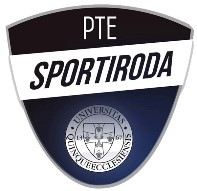 PTE
SPORTIRODA
UNIVERSITAS
QUINQUEECCLESIENSIS